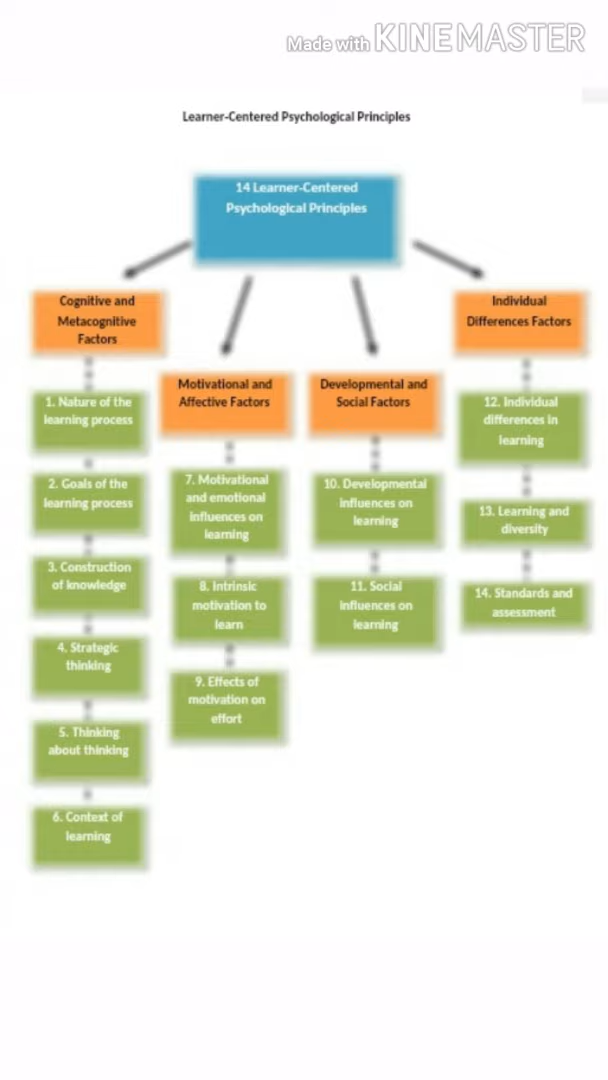 Made with KINEMASTER
Learner-Centered Psychological Principles
14 Learner-Centered
Psychological Principles
Cognitive and
Metacognitive
Factors
1. Nature of the
learning process
2. Goals of the
learning process
3. Construction
of knowledge
4. Strategic
thinking
5. Thinking
about thinking
6. Context of
learning
Motivational and
Affective Factors
7. Motivational
and emotional
influences on
learning
8. Intrinsic
motivation to
learn
9. Effects of
motivation on
effort
Developmental and
Social Factors
10. Developmental
influences on
learning
11. Social
influences on
learning
Individual
Differences Factors
12. Individual
differences in
learning
13. Learning and
diversity
14. Standards and
assessment